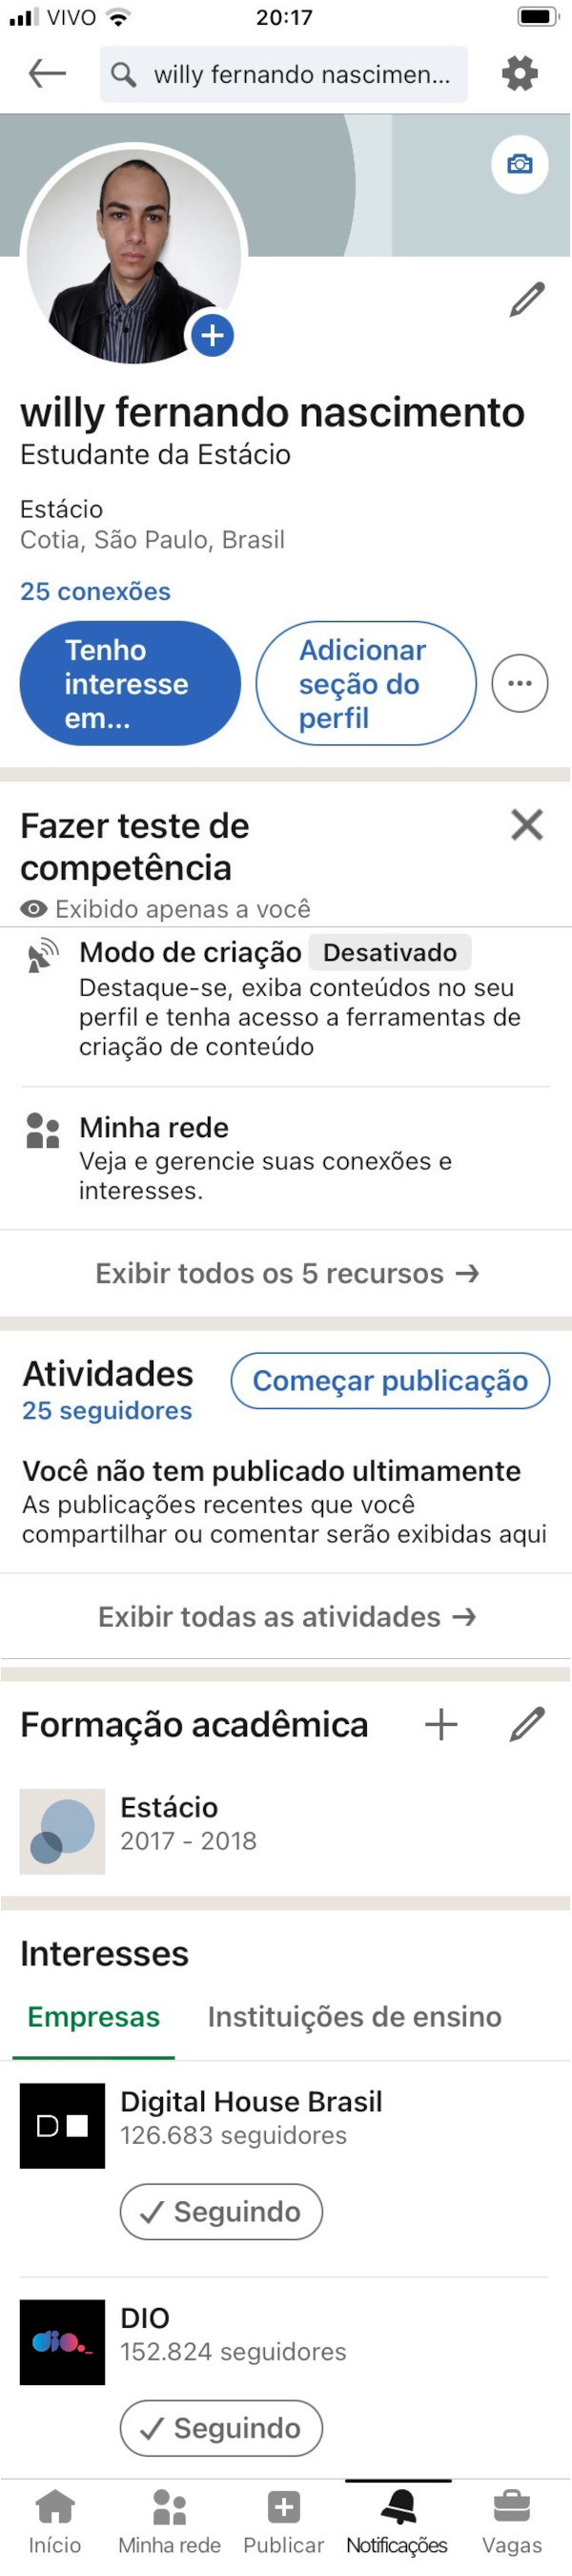 VIVO 20:17
willy fernando nascimen...
willy fernando nascimento
Estudante da Estácio
Estácio
Cotia, São Paulo, Brasil
25 conexões
Tenho
interesse
em...
Adicionar
seção do
perfil
Fazer teste de
competência
Exibido apenas a você
Modo de criação Desativado
Destaque-se, exiba conteúdos no seu
perfil e tenha acesso a ferramentas de
criação de conteúdo
Minha rede
Veja e gerencie suas conexões e
interesses.
Exibir todos os 5 recursos →
Atividades
Começar publicação
25 seguidores
Você não tem publicado ultimamente
As publicações recentes que você
compartilhar ou comentar serão exibidas aqui
Exibir todas as atividades →
Formação acadêmica
Estácio
2017 - 2018
Interesses
Empresas Instituições de ensino
D
Digital House Brasil
126.683 seguidores
✓ Seguindo
dio._
DIO
152.824 seguidores
✓ Seguindo
Início Minha rede Publicar Notificações Vagas